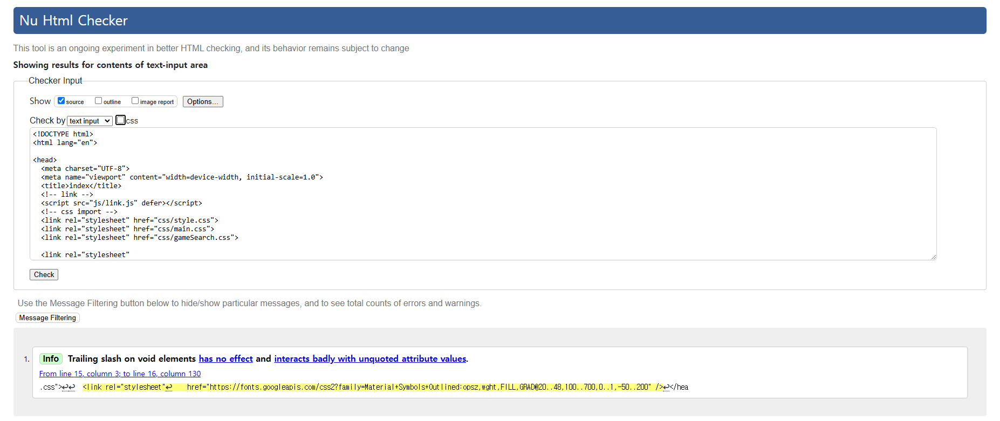 Nu Html Checker
This tool is an ongoing experiment in better HTML checking, and its behavior remains subject to change
Showing results for contents of text-input area
Checker Input
Show source outline image report Options...
Check by text input css
<!DOCTYPE html>
<html lang="en">
<head>
<meta charset="UTF-8">
<meta name="viewport" content="width=device-width, initial-scale=1.0">
<title>index</title>
<!-- link -->
<script src="js/link.js" defer></script>
<!-- css import -->
<link rel="stylesheet" href="css/style.css">
<link rel="stylesheet" href="css/main.css">
<link rel="stylesheet" href="css/gameSearch.css">
<link rel="stylesheet"
Check
Use the Message Filtering button below to hide/show particular messages, and to see total counts of errors and warnings.
Message Filtering
1. Info Trailing slash on void elements has no effect and interacts badly with unquoted attribute values.
From line 15, column 3; to line 16, column 130
.css">↩↩ <link rel="stylesheet"↩ href="https://fonts.googleapis.com/css2?family=Material+Symbols+Outlined:opsz,wght,FILL,GRAD@20..48,100..700,0..1,-50..200" />↩</hea